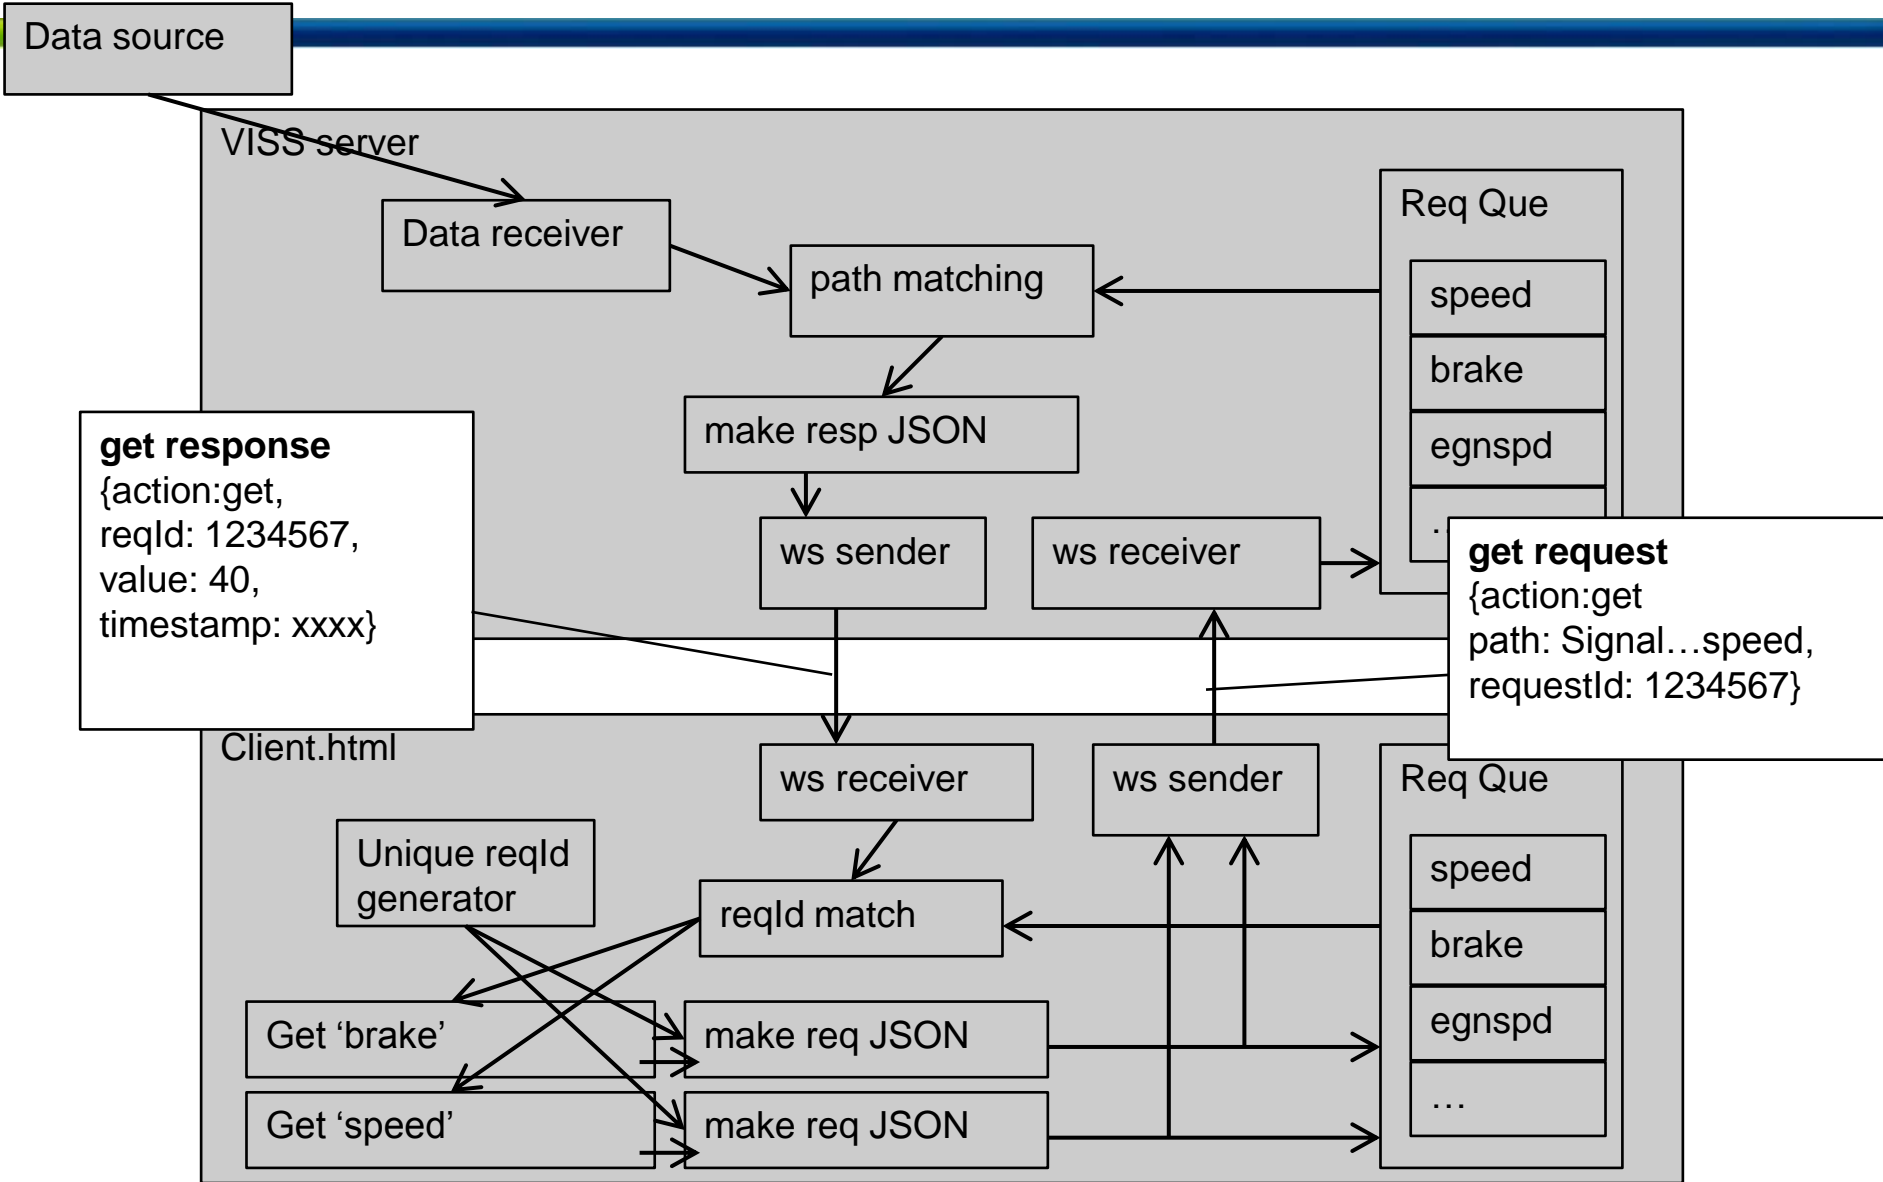 Data source
VISS server
Data receiver
path matching
Req Que
speed
brake
egnspd
…
make resp JSON
get response
{action:get,
reqId: 1234567,
value: 40,
timestamp: xxxx}
ws sender
ws receiver
get request
{action:get
path: Signal…speed,
requestId: 1234567}
Client.html
ws receiver
ws sender
Req Que
Unique reqId
generator
reqId match
speed
brake
egnspd
…
Get ‘brake’
make req JSON
Get ‘speed’
make req JSON